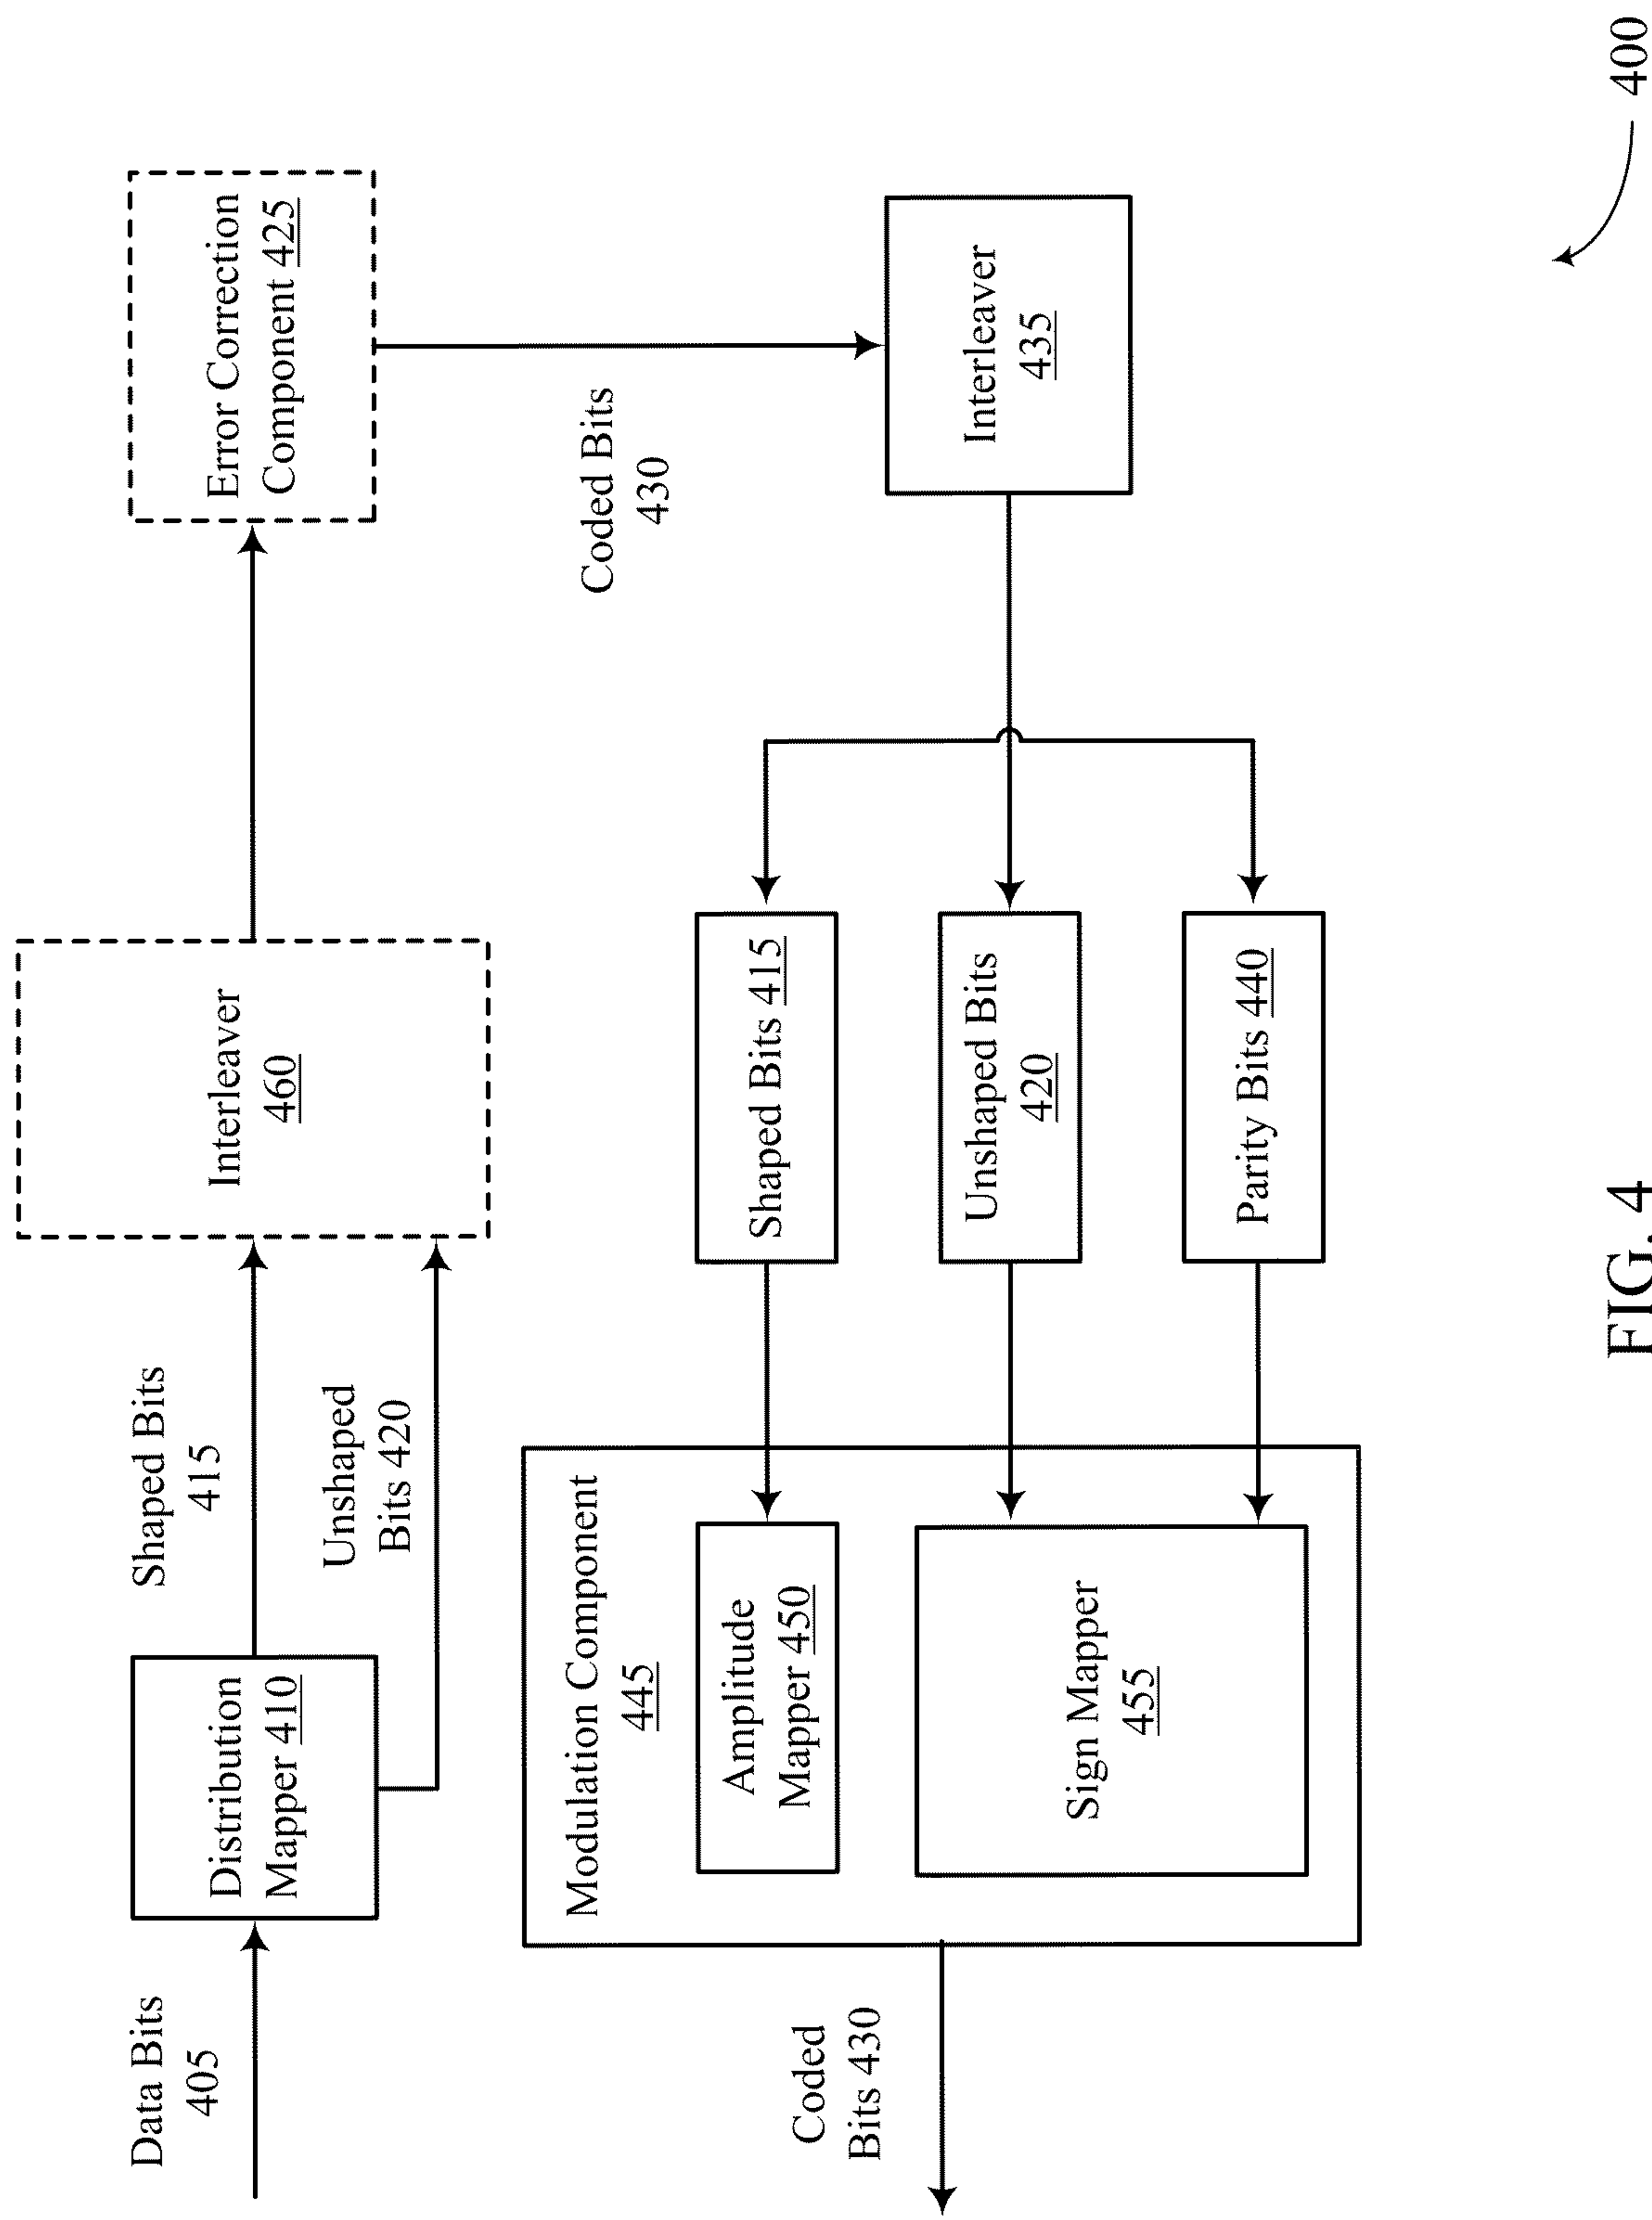 Data Bits
405
Distribution
Mapper 410
Shaped Bits
415
Unshaped
Bits 420
Interleaver
460
Error Correction
Component 425
Coded Bits
430
Interleaver
435
Shaped Bits 415
Unshaped Bits
420
Parity Bits 440
Modulation Component
445
Amplitude
Mapper 450
Sign Mapper
455
Coded
Bits 430
400
FIG. 4